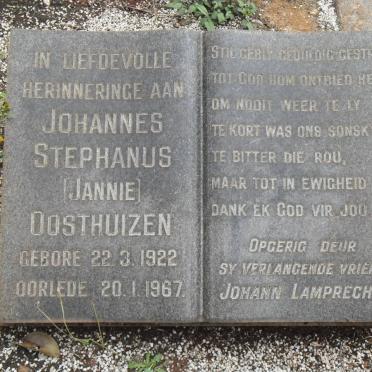 IN LIEFDEVOLLE
HERINNERINGE AAN
JOHANNES
STEPHANUS
[JANNIE]
OOSTHUIZEN
GEBORE 22.3.1922
OORLEDE 20.1.1967.
STIL GEBLY GEDULDIG
TOT GOD HOM ONTBIED
OM NOOIT WEER TE LY
TE KORT WAS ONS
TE BITTER DIE ROU,
MAAR TOT IN EWIGHEID
DANK EK GOD VIR JOU
OPGERIG DEUR
SY VERLANGENDE
JOHANN